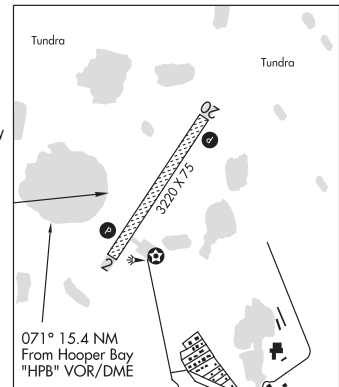 Tundra
Tundra
20
P
3220 X 75
P
2
071° 15.4 NM
From Hooper Bay
"HPB" VOR/DME